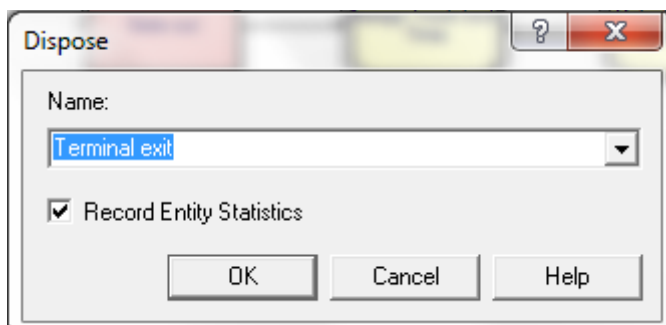 Dispose
Name:
Terminal exit
Record Entity Statistics
OK Cancel Help